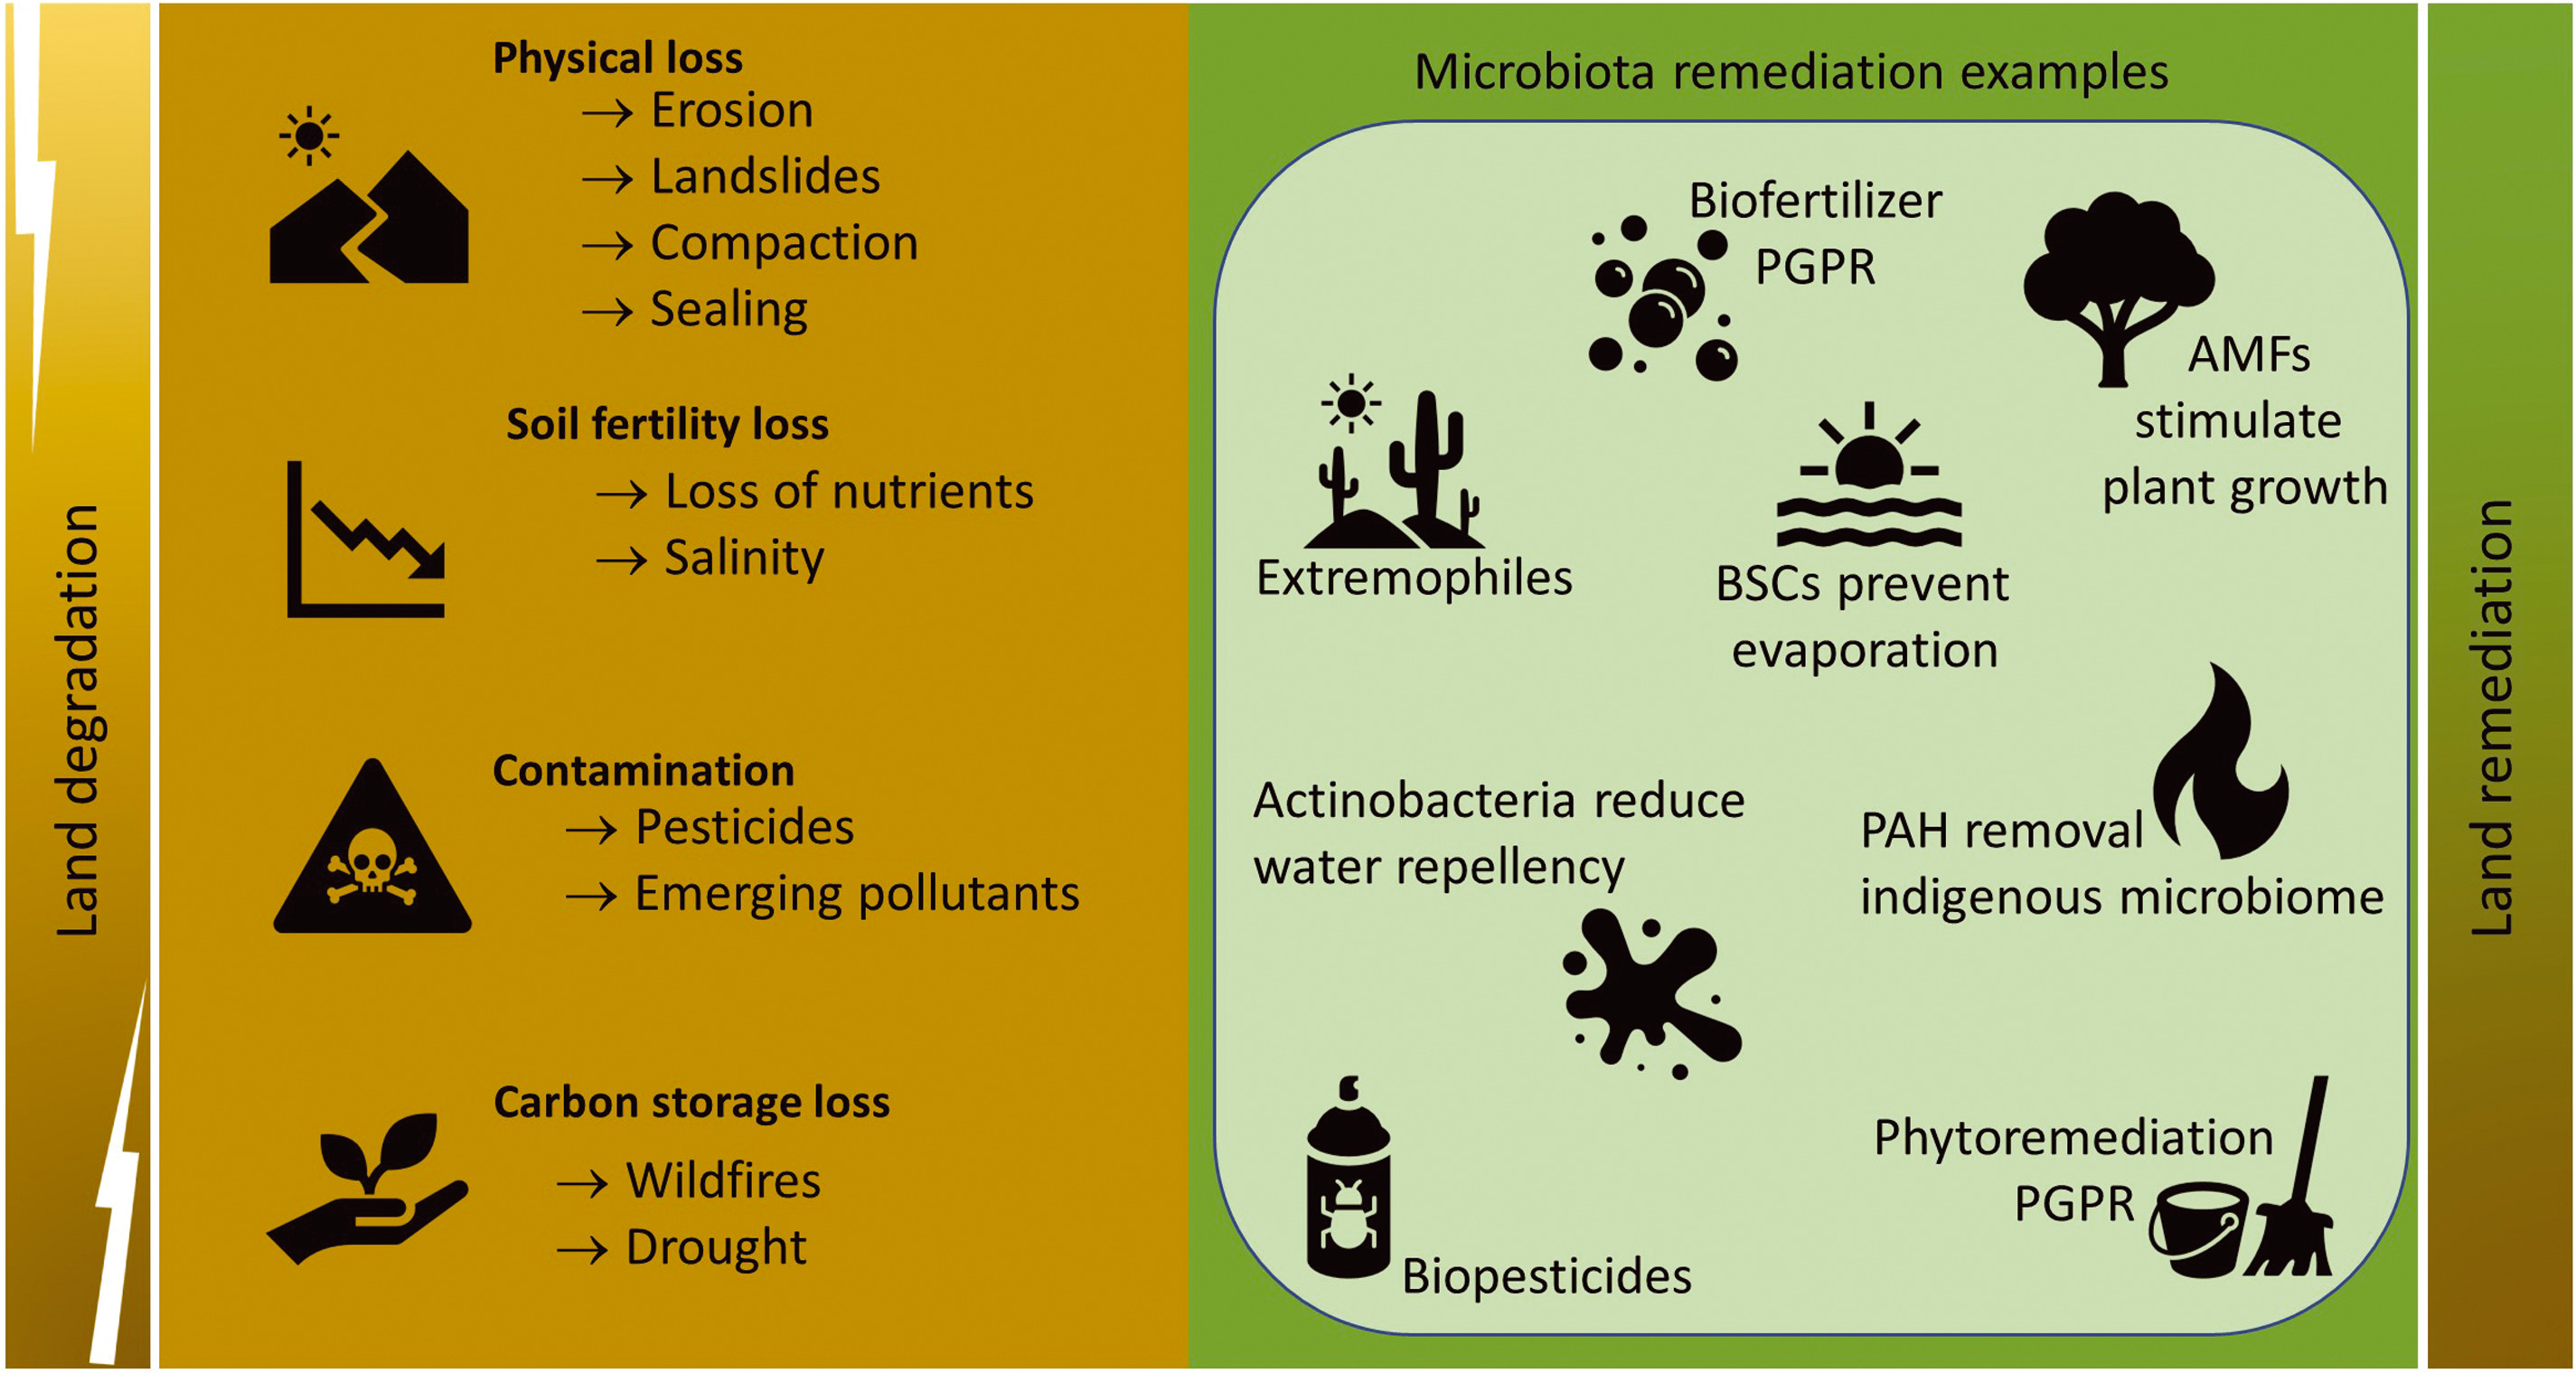 Land degradation
Physical loss
→ Erosion
→ Landslides
→ Compaction
→ Sealing
Soil fertility loss
→ Loss of nutrients
→ Salinity
Contamination
→ Pesticides
→ Emerging pollutants
Carbon storage loss
→ Wildfires
→ Drought
Microbiota remediation examples
Biofertilizer
PGPR
AMFs
stimulate
plant growth
Extremophiles
BSCs prevent
evaporation
Actinobacteria reduce
water repellency
PAH removal
indigenous microbiome
Biopesticides
Phytoremediation
PGPR
Land remediation